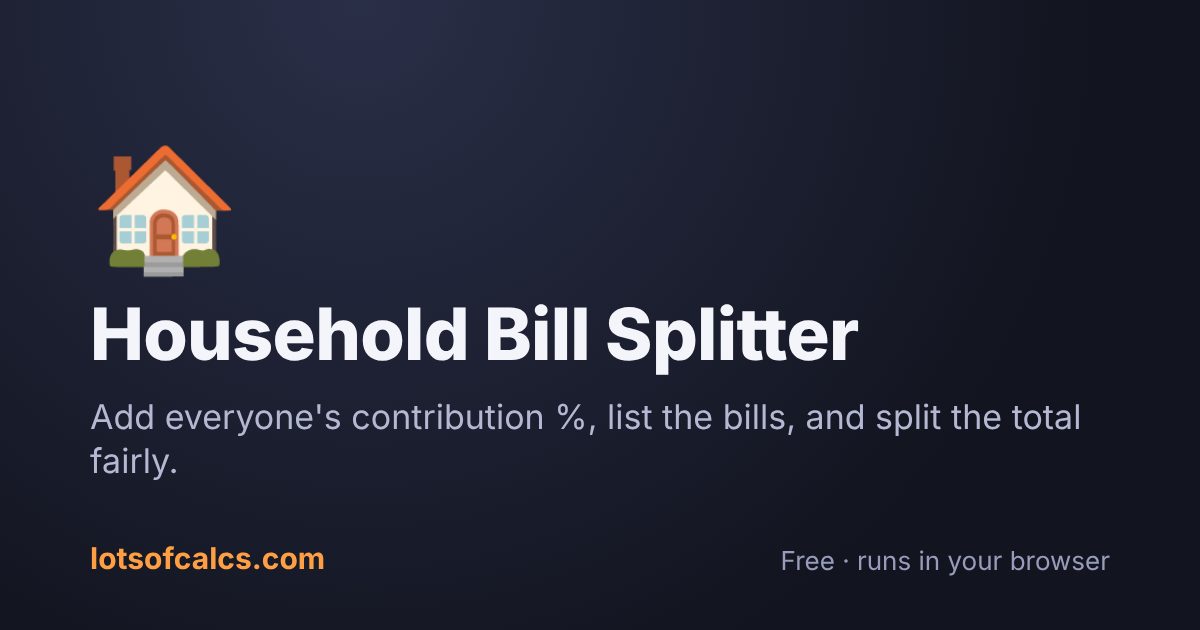 Household Bill Splitter
Add everyone's contribution %, list the bills, and split the total
fairly.
lotsofcalcs.com
Free · runs in your browser